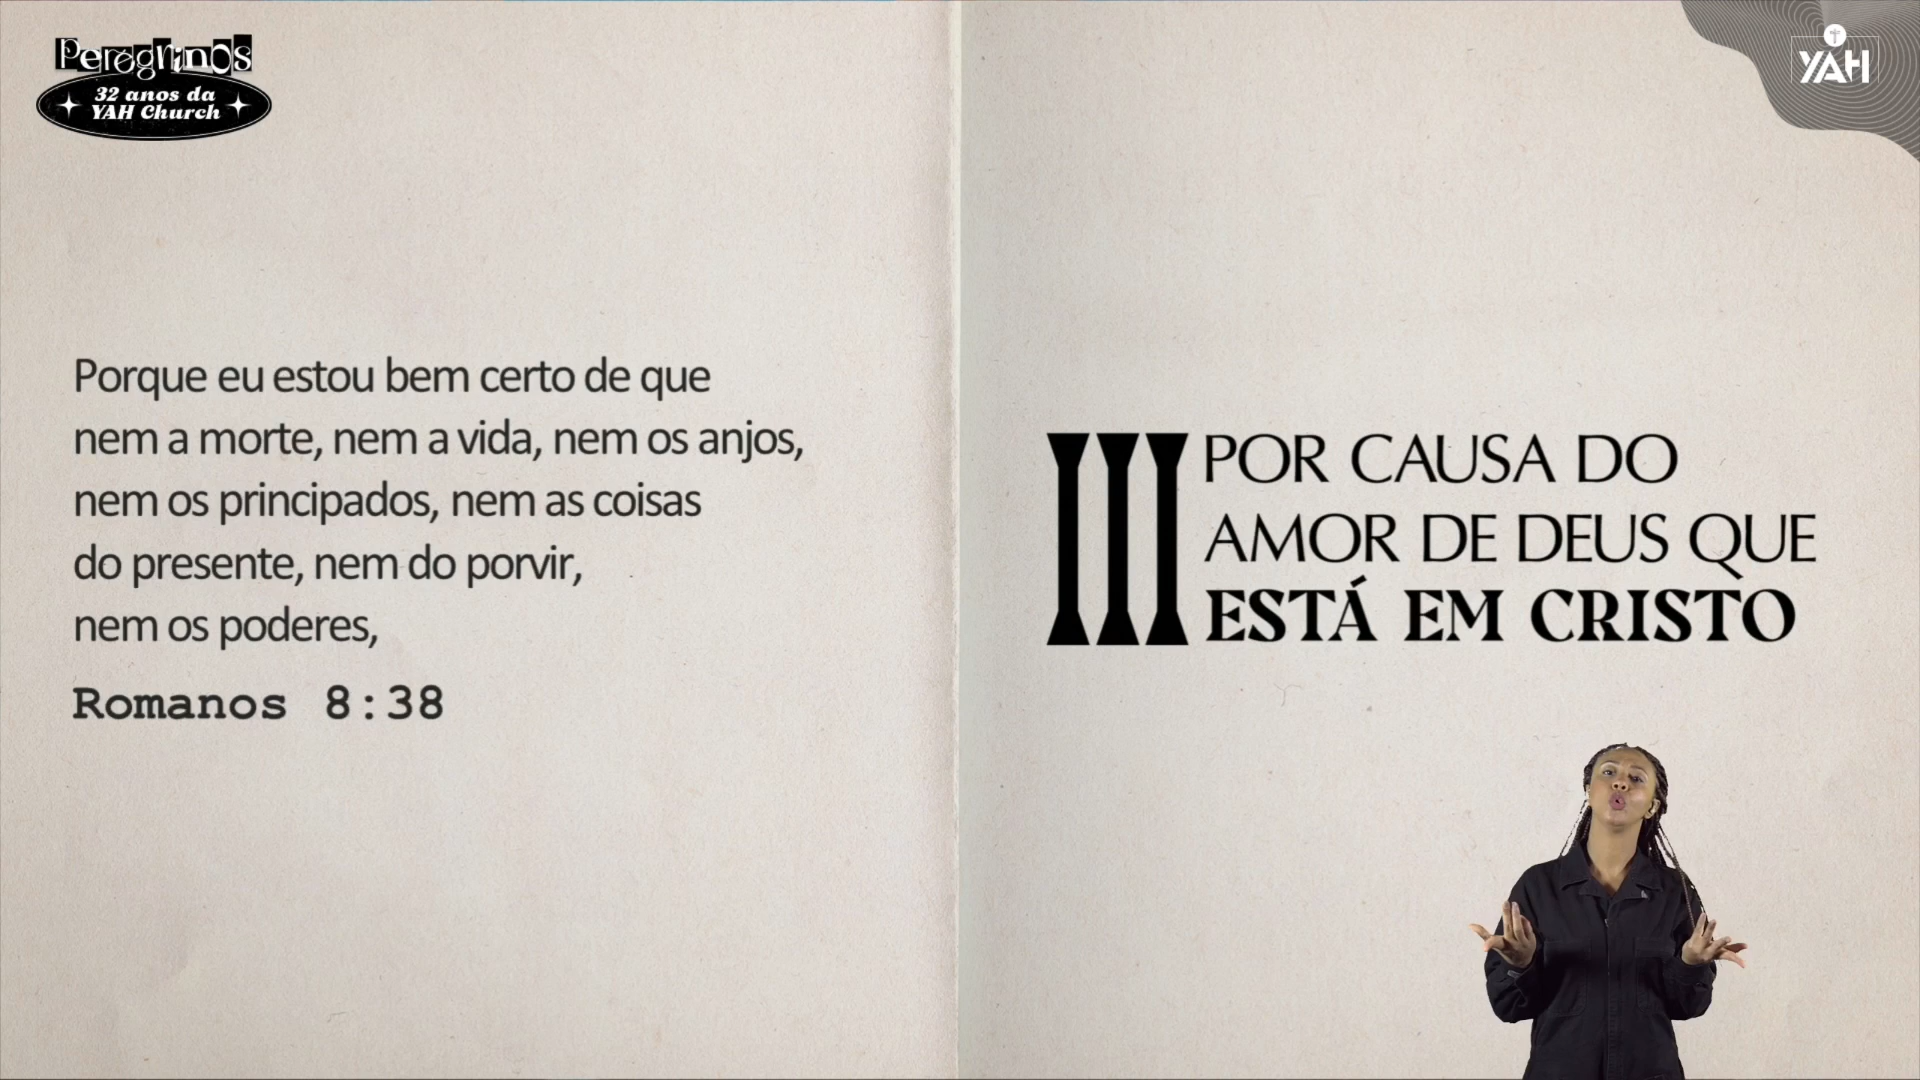 Peregrinos
32 anos da
YAH Church
YAH
Porque eu estou bem certo de que
nem a morte, nem a vida, nem os anjos,
nem os principados, nem as coisas
do presente, nem do porvir,
nem os poderes,
Romanos 8:38
III
POR CAUSA DO
AMOR DE DEUS QUE
ESTÁ EM CRISTO